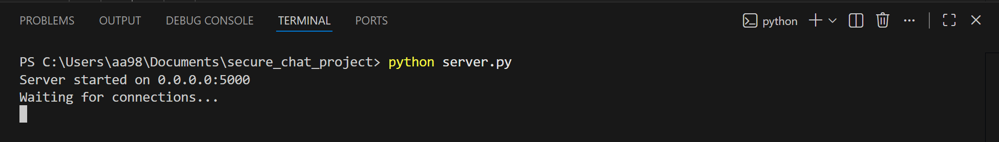 PROBLEMS OUTPUT DEBUG CONSOLE TERMINAL PORTS python
PS C:\Users\aa98\Documents\secure_chat_project> python server.py
Server started on 0.0.0.0:5000
Waiting for connections...